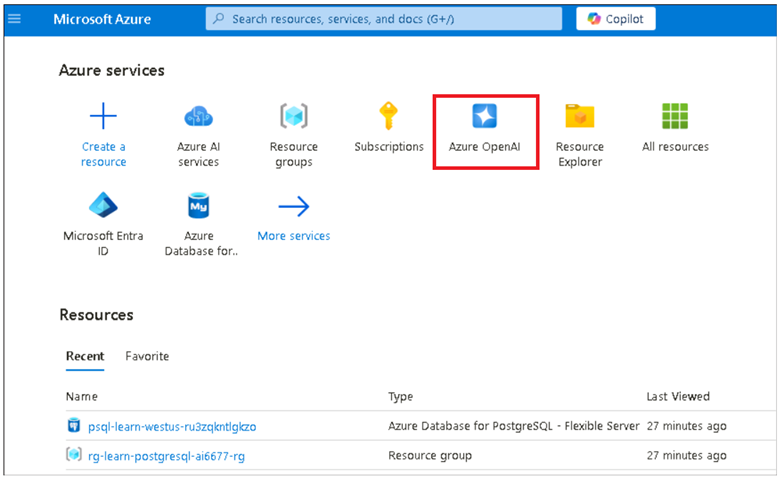 Microsoft Azure
Search resources, services, and docs (G+/)
Copilot
Azure services
Create a resource
Azure AI services
Resource groups
Subscriptions
Azure OpenAI
Resource Explorer
All resources
Microsoft Entra ID
Azure Database for..
More services
Resources
Recent Favorite
Name Type Last Viewed
psql-learn-westus-ru3zqkntlgkzo Azure Database for PostgreSQL - Flexible Server 27 minutes ago
rg-learn-postgresql-ai6677-rg Resource group 27 minutes ago